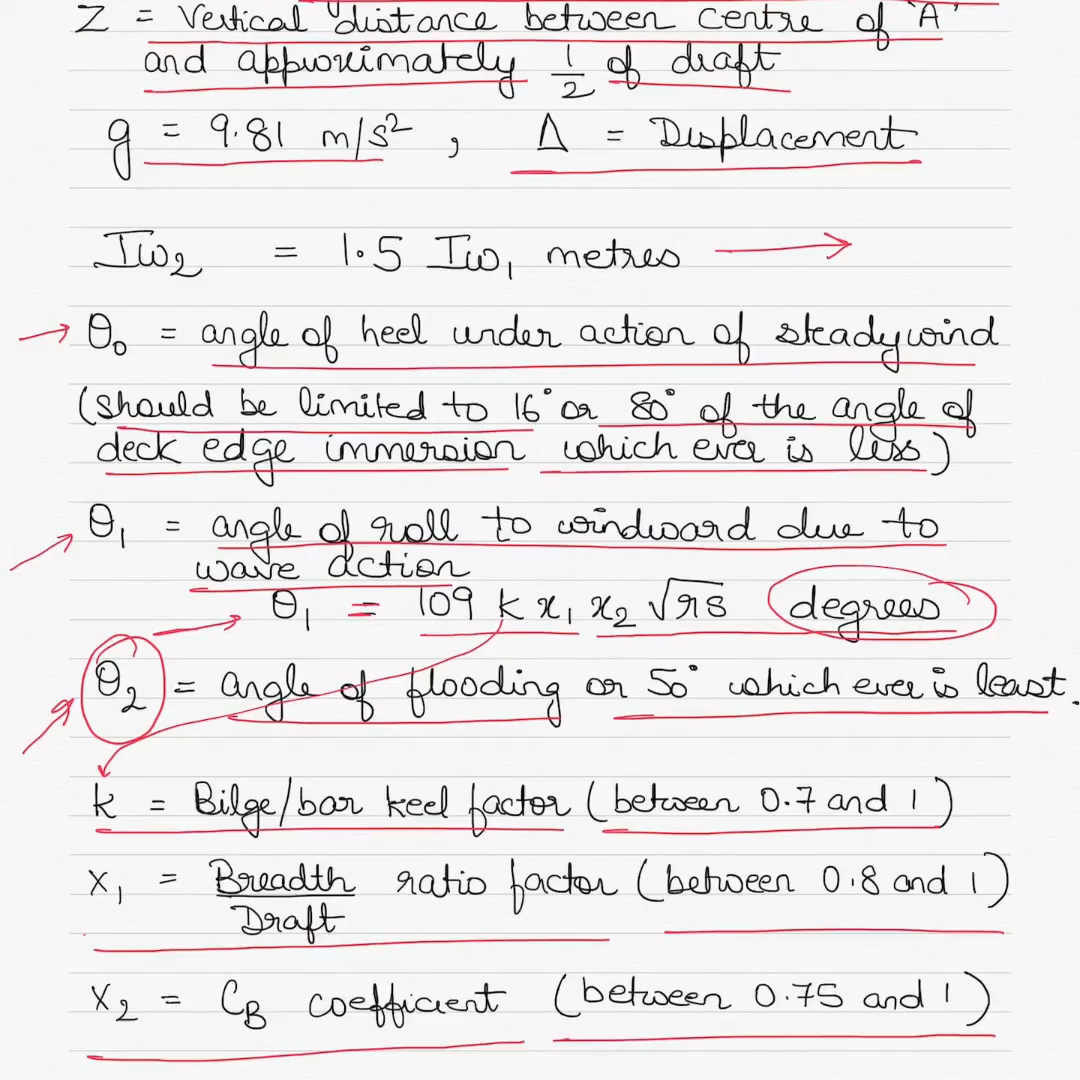 Z = Vertical distance between centre of 'A'
and approximately 1/2 of draft
g = 9.81 m/s² , Δ = Displacement
Iw₂ = 1.5 Iw₁ metres →
θ₀ = angle of heel under action of steady wind
(should be limited to 16° or 80° of the angle of
deck edge immersion which ever is less)
θ₁ = angle of roll to windward due to
wave action
θ₁ = 109 k x₁ x₂ √rs degrees
θ₂ = angle of flooding or 50° which ever is least.
k = Bilge/bar keel factor (between 0.7 and 1)
x₁ = Breadth/Draft ratio factor (between 0.8 and 1)
x₂ = C_B coefficient (between 0.75 and 1)